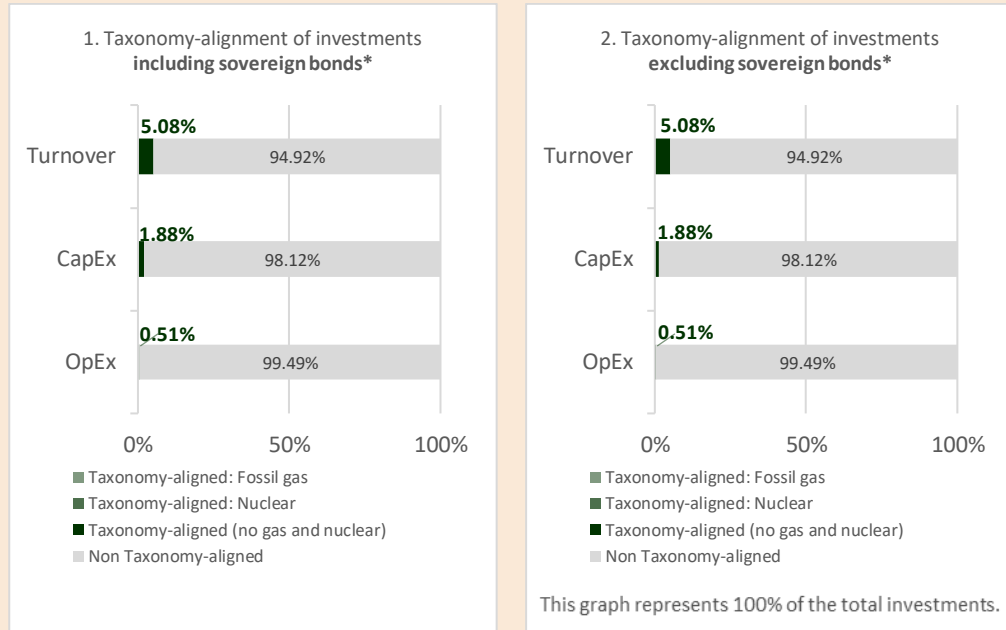 1. Taxonomy-alignment of investments
including sovereign bonds*
5.08%
Turnover
94.92%
1.88%
CapEx
98.12%
0.51%
OpEx
99.49%
0%
50%
100%
Taxonomy-aligned: Fossil gas
Taxonomy-aligned: Nuclear
Taxonomy-aligned (no gas and nuclear)
Non Taxonomy-aligned
2. Taxonomy-alignment of investments
excluding sovereign bonds*
5.08%
Turnover
94.92%
1.88%
CapEx
98.12%
0.51%
OpEx
99.49%
0%
50%
100%
Taxonomy-aligned: Fossil gas
Taxonomy-aligned: Nuclear
Taxonomy-aligned (no gas and nuclear)
Non Taxonomy-aligned
This graph represents 100% of the total investments.